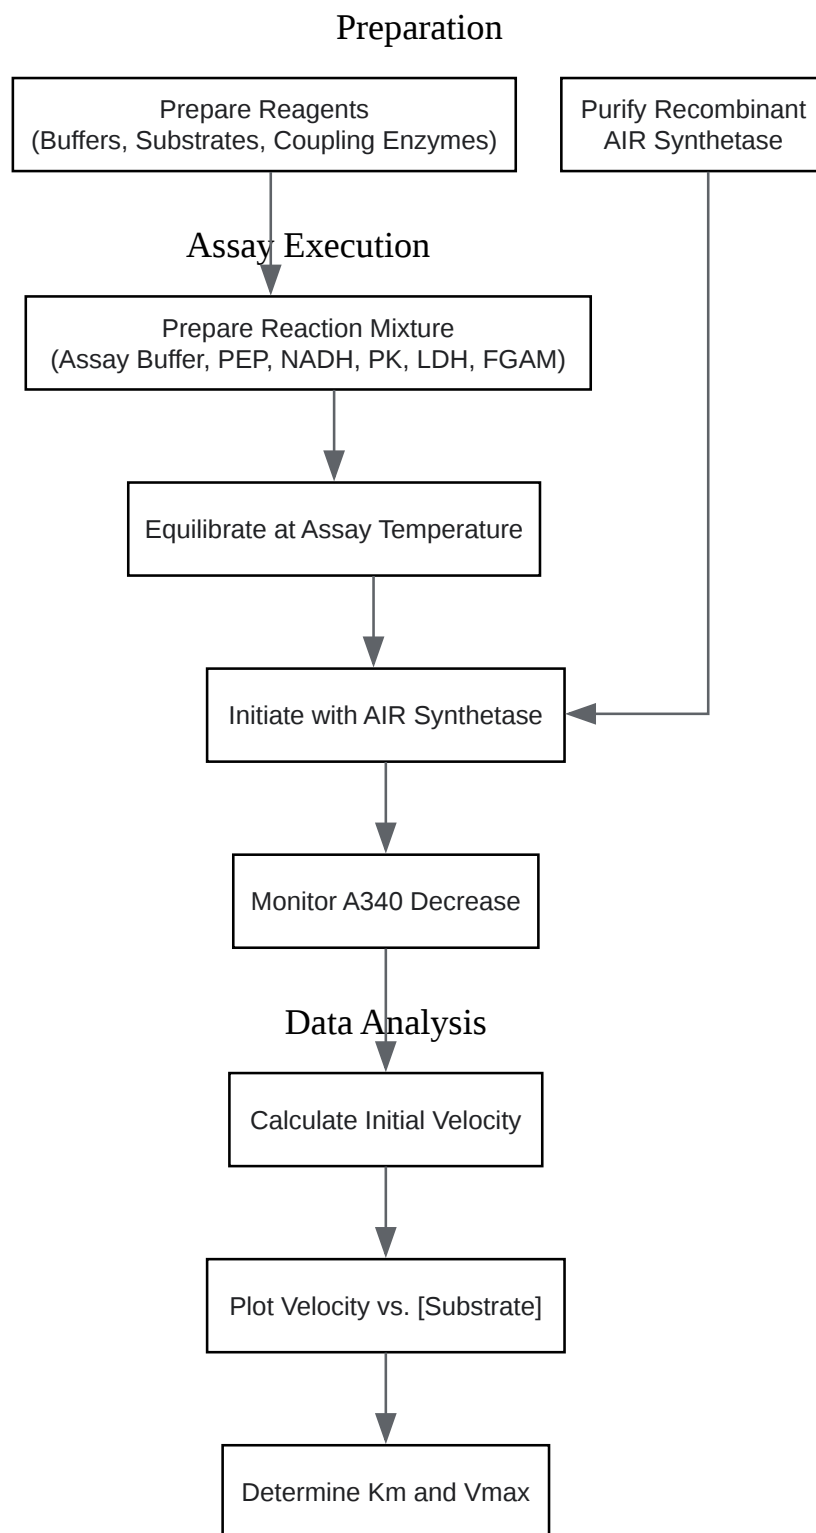 Preparation
Prepare Reagents
(Buffers, Substrates, Coupling Enzymes)
Purify Recombinant
AIR Synthetase
Assay Execution
Prepare Reaction Mixture
(Assay Buffer, PEP, NADH, PK, LDH, FGAM)
Equilibrate at Assay Temperature
Initiate with AIR Synthetase
Monitor A340 Decrease
Data Analysis
Calculate Initial Velocity
Plot Velocity vs. [Substrate]
Determine Km and Vmax